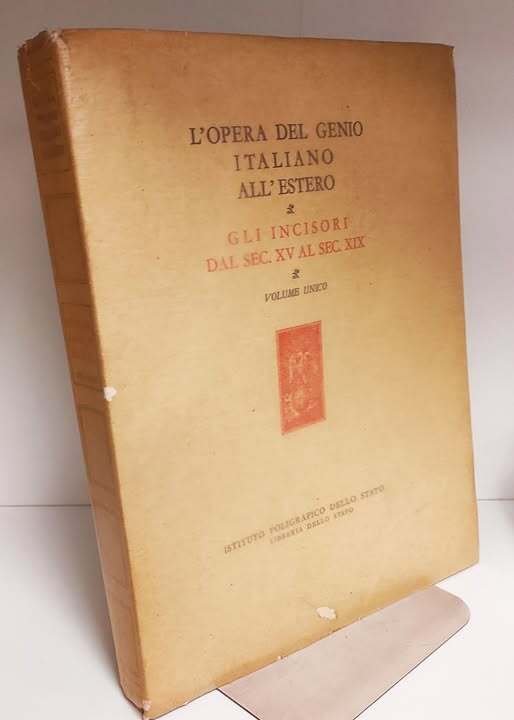 L'OPERA DEL GENIO
ITALIANO
ALL'ESTERO
GLI INCISORI
DAL SEC. XV AL SEC. XIX
VOLUME UNICO
ISTITUTO POLIGRAFICO DELLO STATO
LIBRERIA DELLO STATO